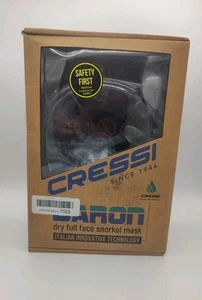 SAFETY
FIRST
CRESSI
SINCE 1946
BARON
dry full face snorkel mask
ITALIAN INNOVATIVE TECHNOLOGY